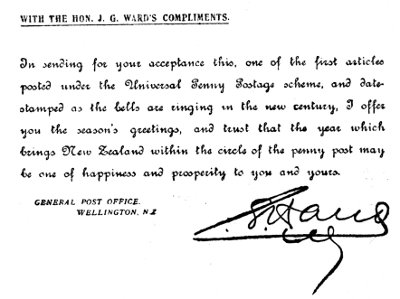 WITH THE HON. J. G. WARD'S COMPLIMENTS.
In sending for your acceptance this, one of the first articles
posted under the Universal Penny Postage scheme, and date-
stamped as the bells are ringing in the new century, I offer
you the season's greetings, and trust that the year which
brings New Zealand within the circle of the penny post may
be one of happiness and prosperity to you and yours.
GENERAL POST OFFICE.
WELLINGTON, N.Z